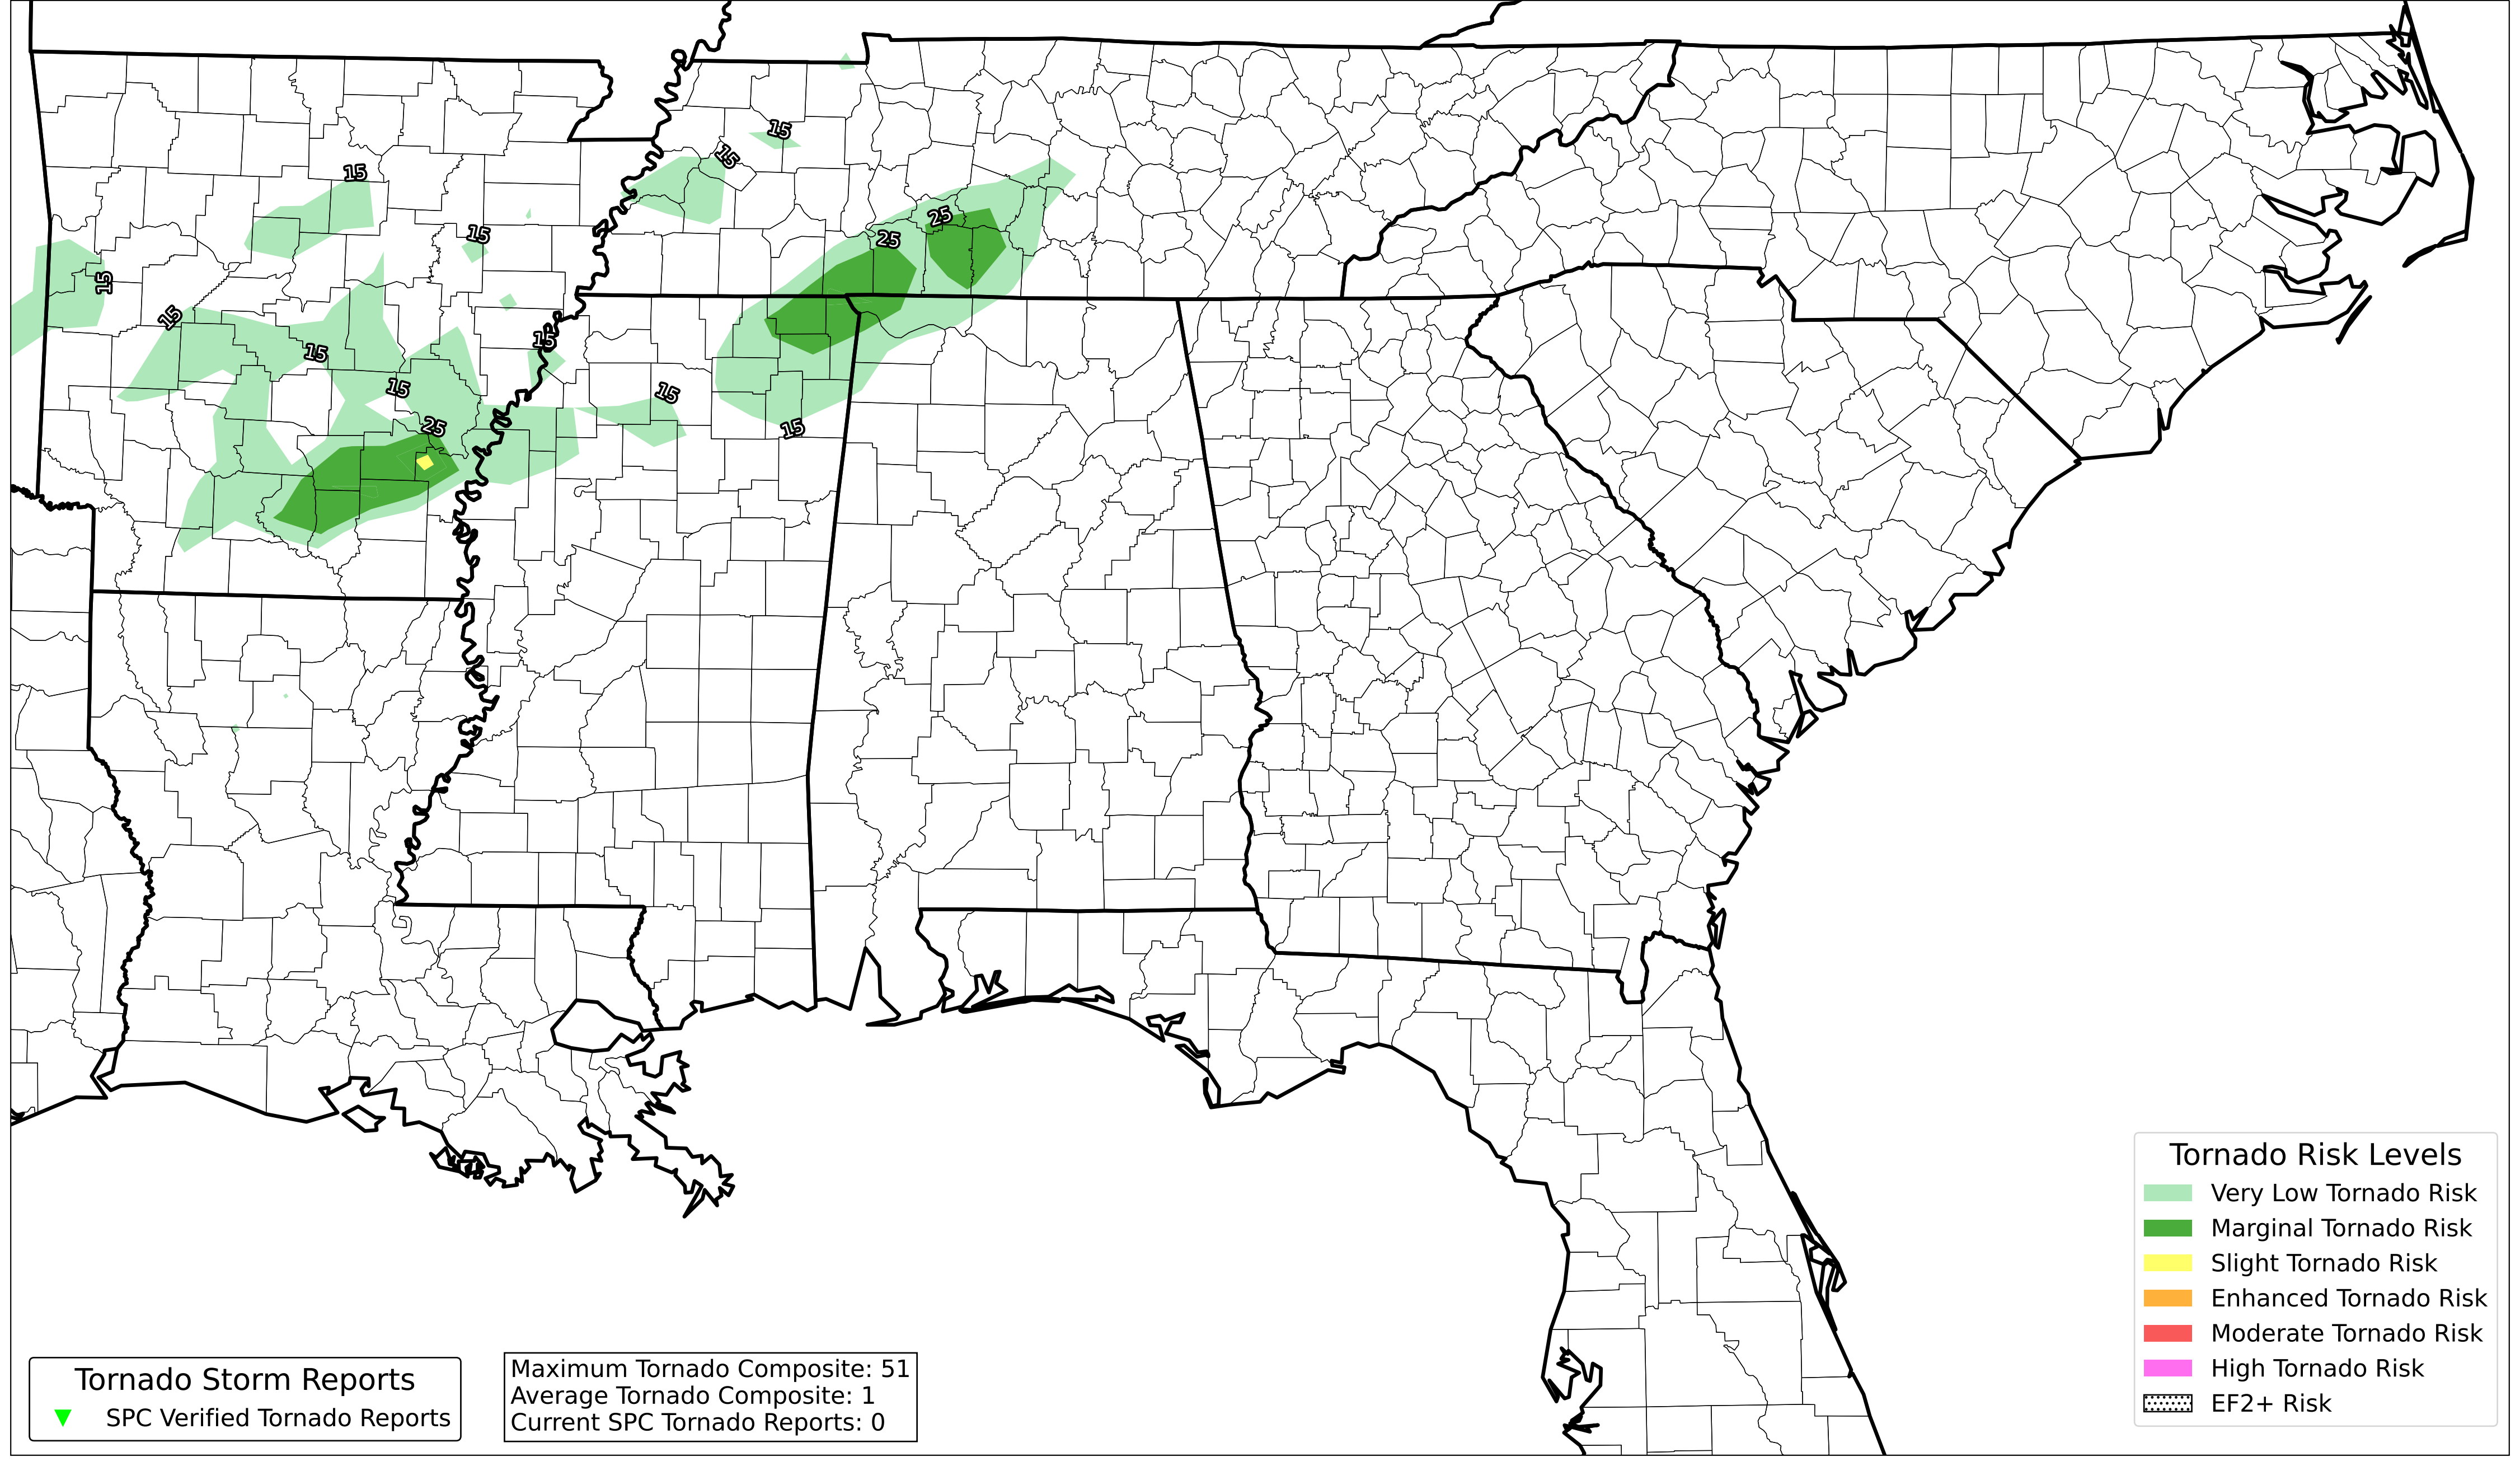 15
15
15
25
15
25
15
15
15
15
15
15
25
15
Tornado Risk Levels
Very Low Tornado Risk
Marginal Tornado Risk
Slight Tornado Risk
Enhanced Tornado Risk
Moderate Tornado Risk
High Tornado Risk
EF2+ Risk
Tornado Storm Reports
SPC Verified Tornado Reports
Maximum Tornado Composite: 51
Average Tornado Composite: 1
Current SPC Tornado Reports: 0